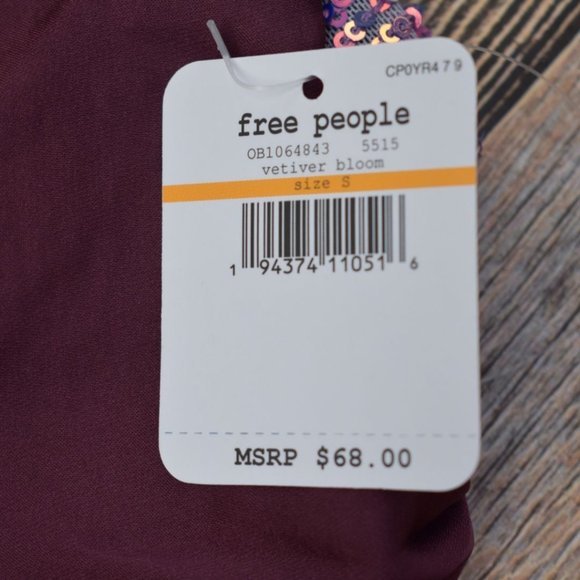 CP0YR4 7 9
free people
OB1064843 5515
vetiver bloom
size S
1 94374 11051 6
MSRP $68.00